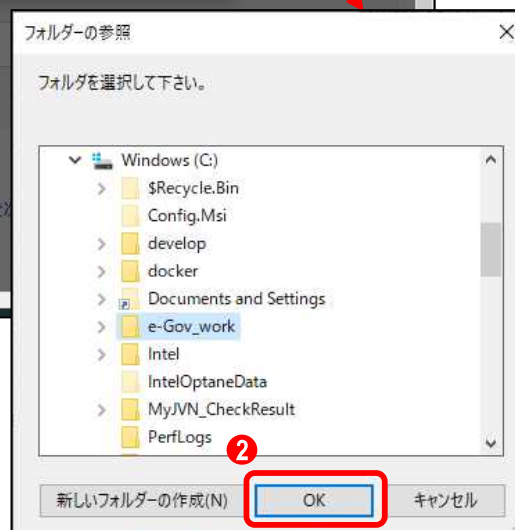 フォルダーの参照
フォルダを選択して下さい。
Windows (C:)
$Recycle.Bin
Config.Msi
develop
docker
Documents and Settings
e-Gov_work
Intel
IntelOptaneData
MyJVN_CheckResult
PerfLogs
2
新しいフォルダーの作成(N)
OK
キャンセル